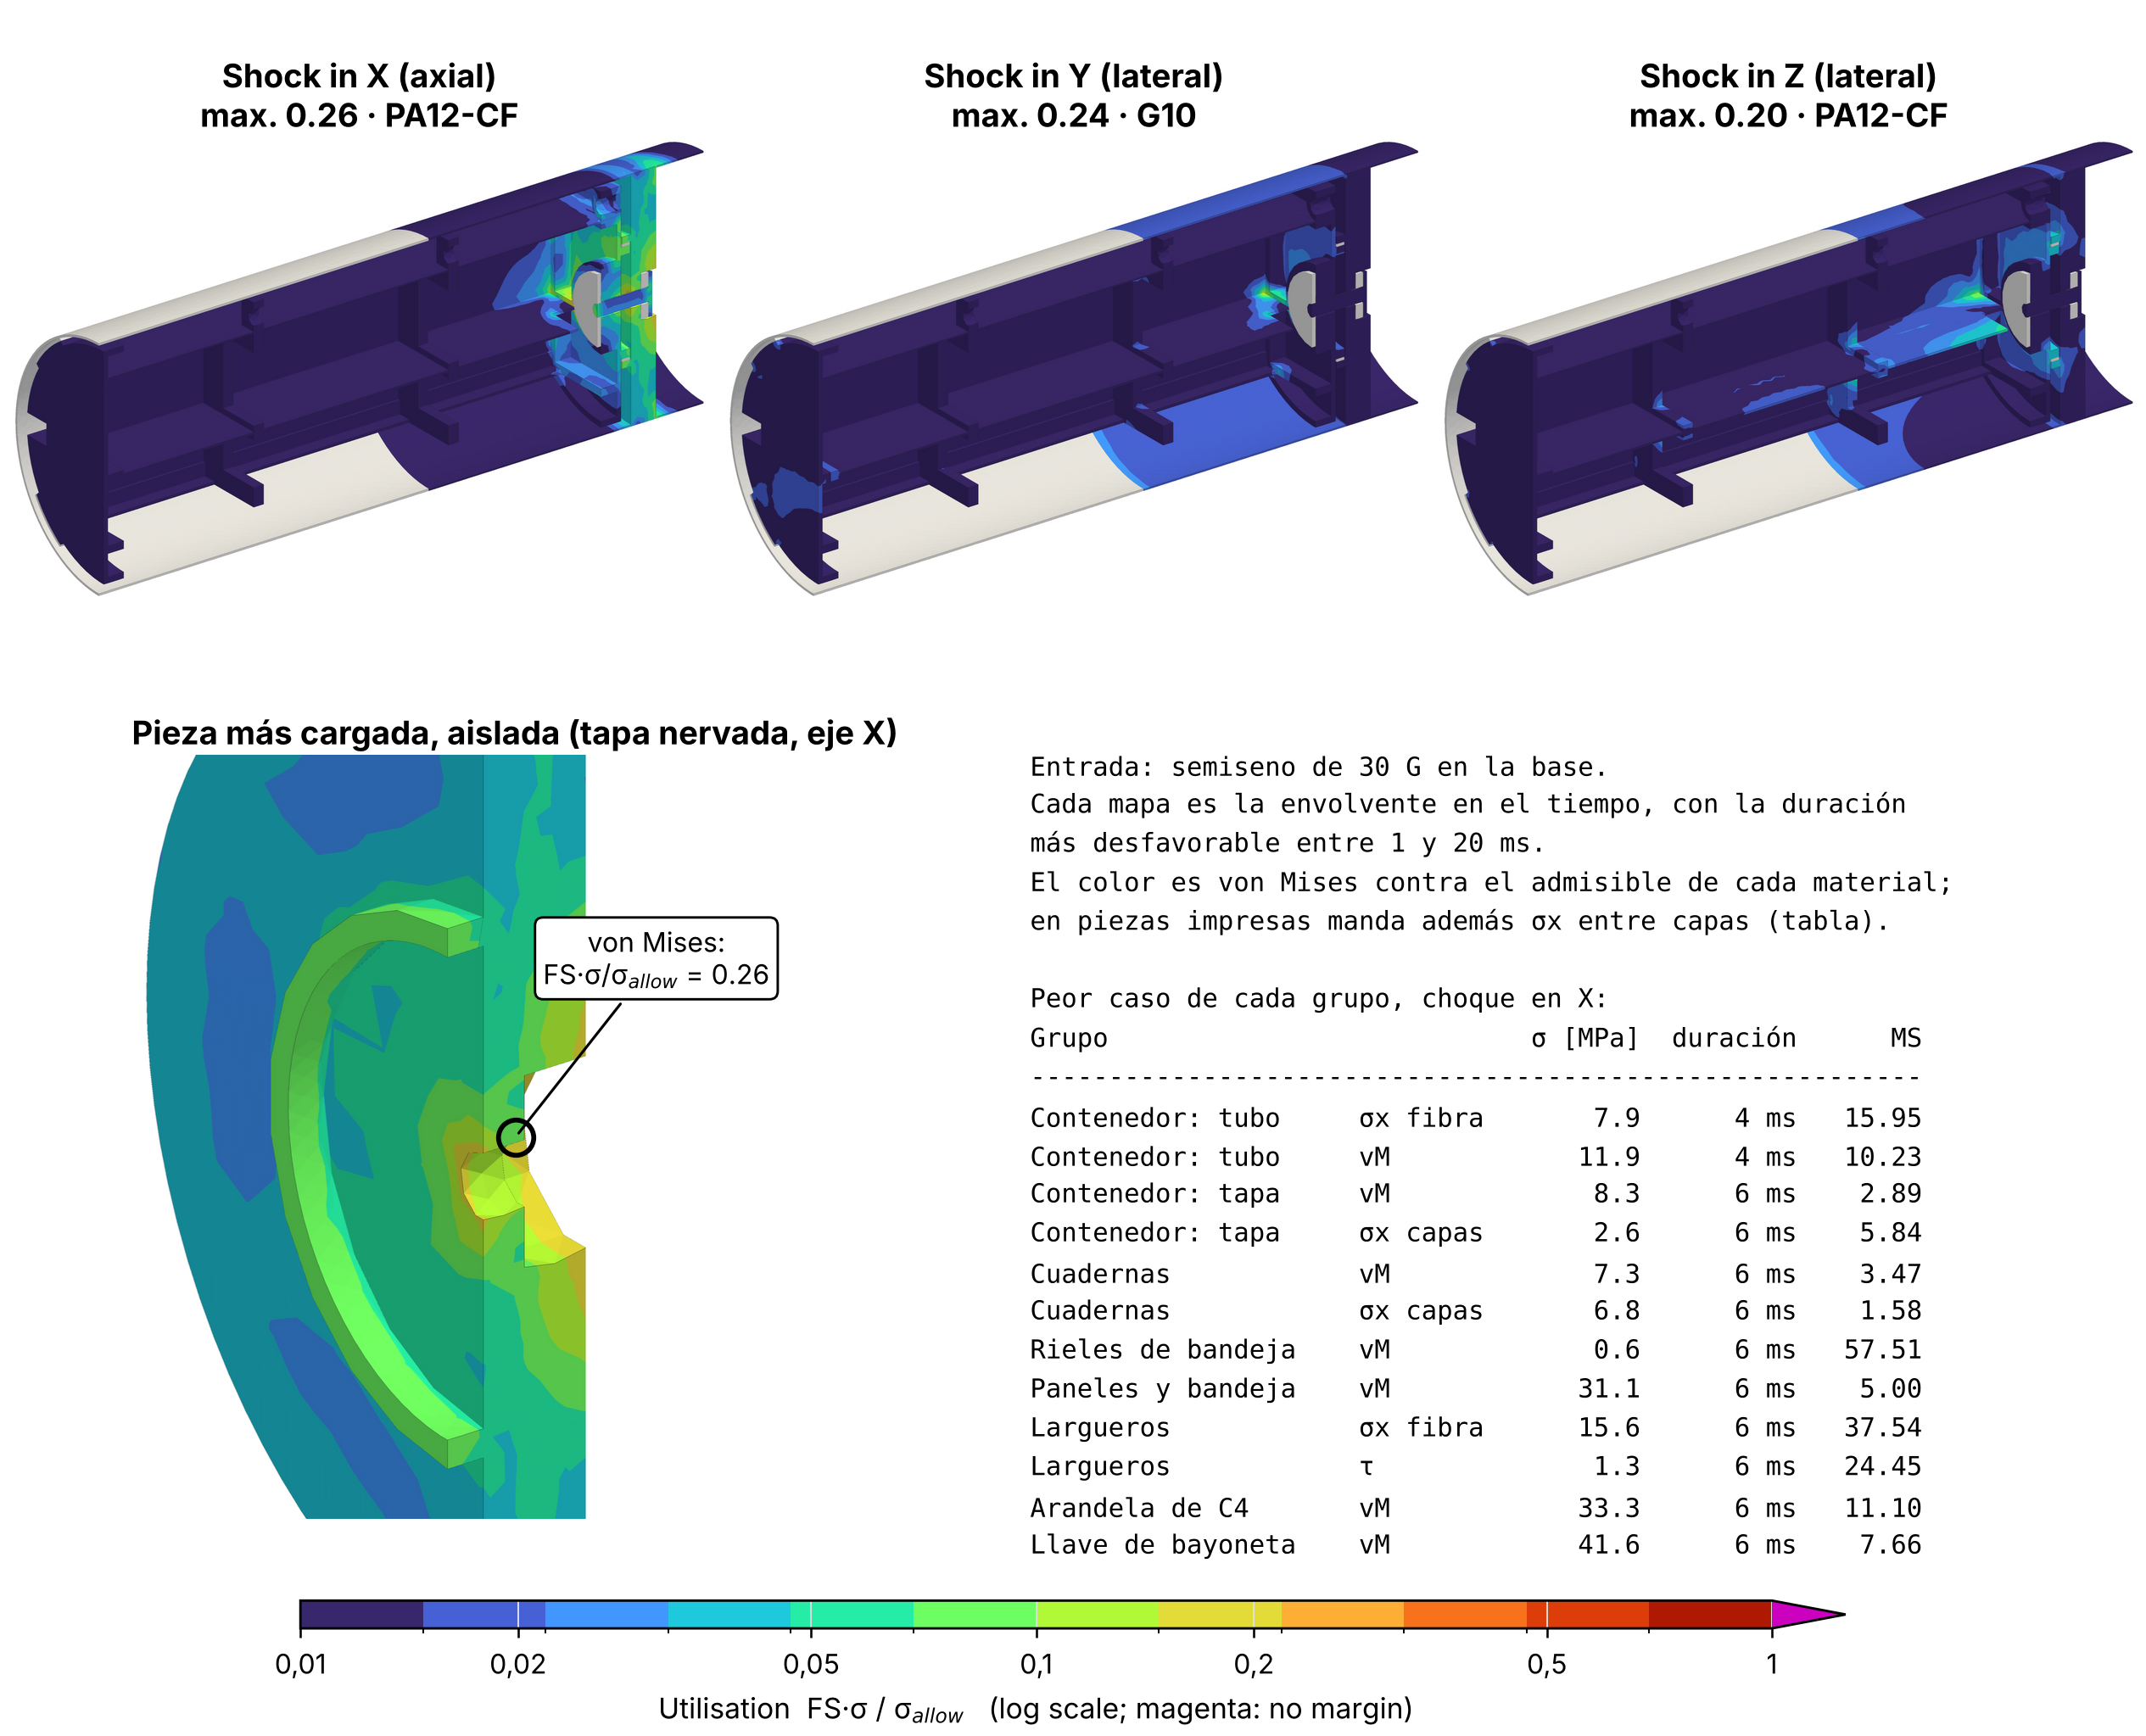 Shock in X (axial)
max. 0.26 · PA12-CF
Shock in Y (lateral)
max. 0.24 · G10
Shock in Z (lateral)
max. 0.20 · PA12-CF
Pieza más cargada, aislada (tapa nervada, eje X)
von Mises:
FS·σ/σallow = 0.26
Entrada: semiseno de 30 G en la base.
Cada mapa es la envolvente en el tiempo, con la duración
más desfavorable entre 1 y 20 ms.
El color es von Mises contra el admisible de cada material;
en piezas impresas manda además σx entre capas (tabla).
Peor caso de cada grupo, choque en X:
Grupo σ [MPa] duración MS
---------------------------------------------------------
Contenedor: tubo σx fibra 7.9 4 ms 15.95
Contenedor: tubo vM 11.9 4 ms 10.23
Contenedor: tapa vM 8.3 6 ms 2.89
Contenedor: tapa σx capas 2.6 6 ms 5.84
Cuadernas vM 7.3 6 ms 3.47
Cuadernas σx capas 6.8 6 ms 1.58
Rieles de bandeja vM 0.6 6 ms 57.51
Paneles y bandeja vM 31.1 6 ms 5.00
Largueros σx fibra 15.6 6 ms 37.54
Largueros τ 1.3 6 ms 24.45
Arandela de C4 vM 33.3 6 ms 11.10
Llave de bayoneta vM 41.6 6 ms 7.66
0,01 0,02 0,05 0,1 0,2 0,5 1
Utilisation FS·σ / σallow (log scale; magenta: no margin)